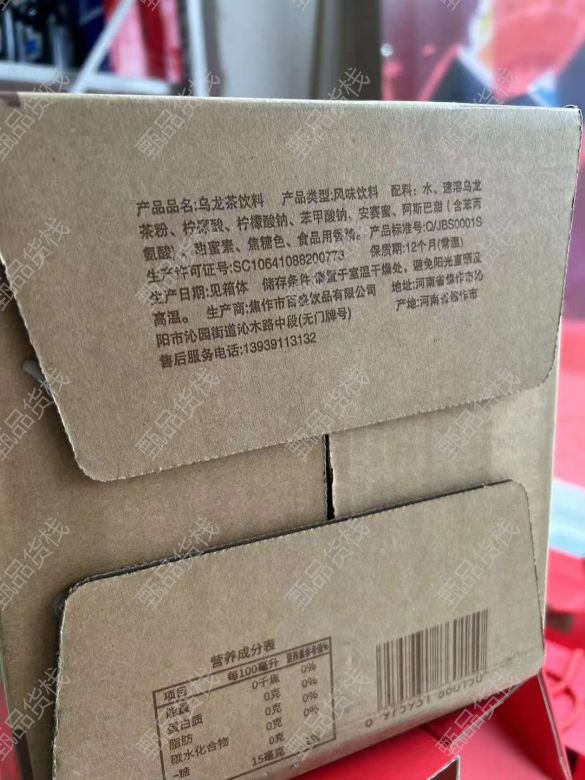 产品品名:乌龙茶饮料 产品类型:风味饮料 配料：水、速溶乌龙
茶粉、柠檬酸、柠檬酸钠、苯甲酸钠、安赛蜜、阿斯巴甜（含苯丙
氨酸）、甜蜜素、焦糖色、食品用香精。产品标准号:Q/JBS0001S
生产许可证号:SC10641088200773 保质期:12个月(常温)
生产日期:见箱体 储存条件:需置于室温干燥处、避免阳光直晒及
高温。 生产商:焦作市百盛饮品有限公司 地址:河南省焦作市沁
阳市沁园街道沁木路中段(无门牌号) 产地:河南省焦作市
售后服务电话:13939113132
营养成分表
项目 每100毫升 营养素参考值%
能量 0千焦 0%
蛋白质 0克 0%
脂肪 0克 0%
碳水化合物 0克 0%
-糖
15毫克
甄品货栈